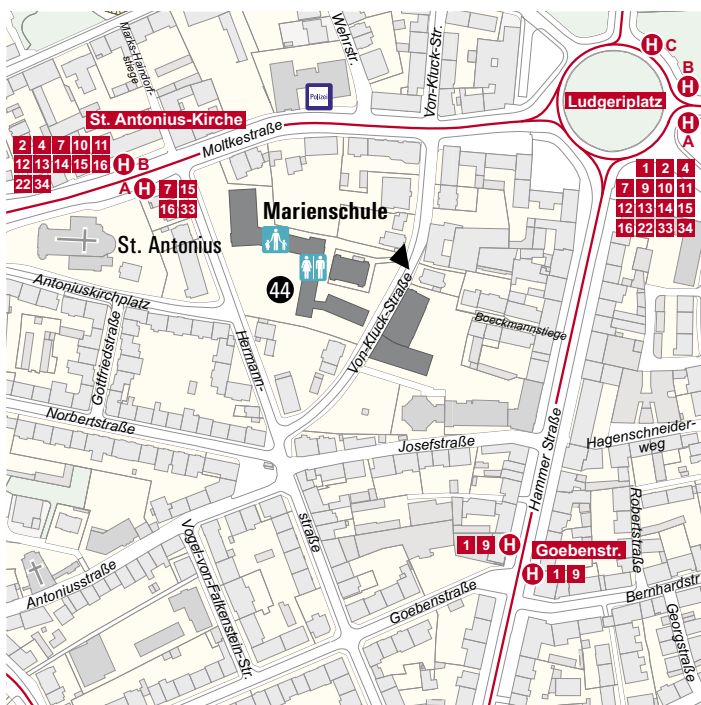 Marks-Haindorf-
stiege
Wehrstr.
Von-Kluck-Str.
H C
B
H
Polizei
Ludgeriplatz
H
A
St. Antonius-Kirche
Moltkestraße
2 4 7 10 11
12 13 14 15 16 H B
22 34
A H 7 15
16 33
1 2 4
7 9 10 11
12 13 14 15
16 22 33 34
Marienschule
St. Antonius
44
Antoniuskirchplatz
Gottfriedstraße
Hermann-
Von-Kluck-Straße
Boeckmannstiege
Norbertstraße
Josefstraße
Hammer Straße
Hagenschneider-
weg
Robertstraße
straße
Vogel-von-Falkenstein-Str.
1 9 H
Goebenstr.
H 1 9
Antoniusstraße
Goebenstraße
Bernhardstr.
Georgstraße